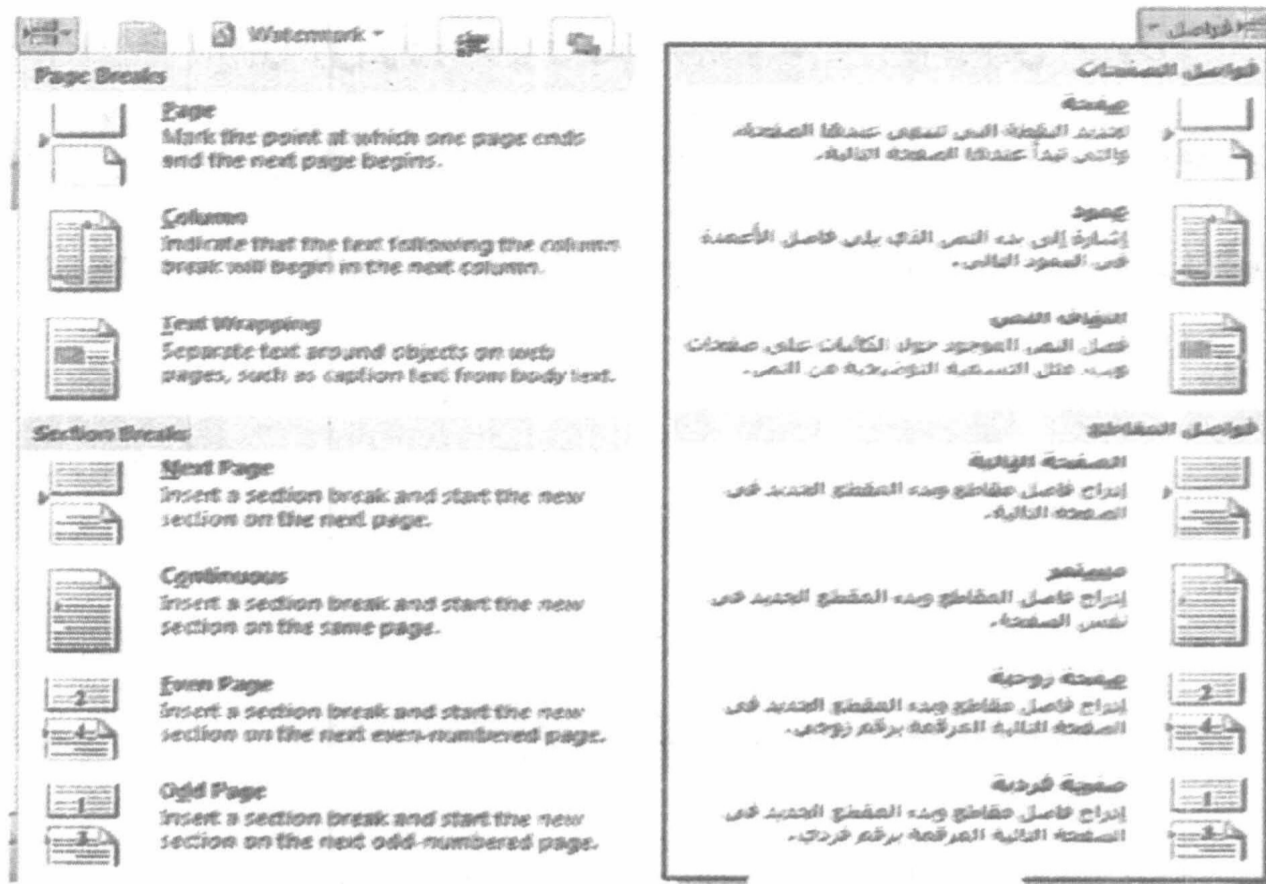 Watermark
Page Breaks
Page
Mark the point at which one page ends
and the next page begins.
Column
Indicate that the text following the column
break will begin in the next column.
Text Wrapping
Separate text around objects on web
pages, such as caption text from body text.
Section Breaks
Next Page
Insert a section break and start the new
section on the next page.
Continuous
Insert a section break and start the new
section on the same page.
Even Page
Insert a section break and start the new
section on the next even-numbered page.
2
4
Odd Page
Insert a section break and start the new
section on the next odd-numbered page.
1
3
فواصل
فواصل الصفحات
صفحة
تحديد النقطة التي تنتهي عندها الصفحة،
والتي تبدأ عندها الصفحة التالية.
عمود
إشارة إلى بدء النص الذي يلي فاصل الأعمدة
في العمود التالي.
التفاف النص
فصل النص الموجود حول الكائنات على صفحات
ويب، مثل التسمية التوضيحية عن النص.
فواصل المقاطع
الصفحة التالية
إدراج فاصل مقاطع وبدء المقطع الجديد في
الصفحة التالية.
مستمر
إدراج فاصل مقاطع وبدء المقطع الجديد في
نفس الصفحة.
صفحة زوجية
إدراج فاصل مقاطع وبدء المقطع الجديد في
الصفحة التالية المرقمة برقم زوجي.
2
4
صفحة فردية
إدراج فاصل مقاطع وبدء المقطع الجديد في
الصفحة التالية المرقمة برقم فردي.
1
3